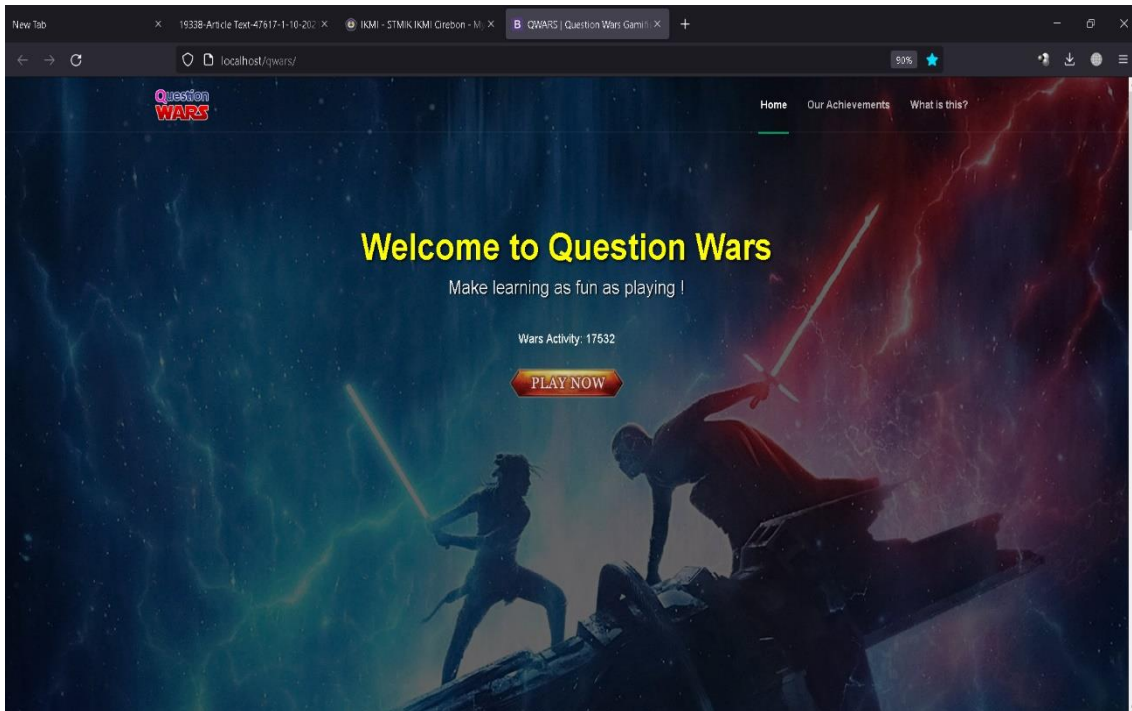 New Tab
19338-Article Text-47617-1-10-202
IKMI - STMIK IKMI Cirebon - My
B QWARS | Question Wars Gamifi
localhost/qwars/
90%
Question
WARS
Home
Our Achievements
What is this?
Welcome to Question Wars
Make learning as fun as playing !
Wars Activity: 17532
PLAY NOW